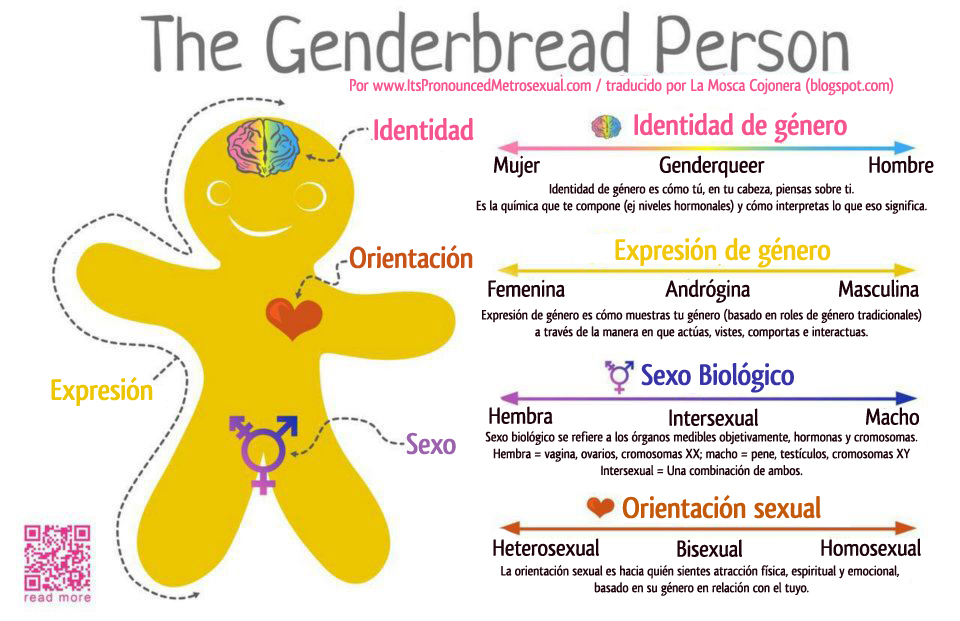 The Genderbread Person
Por www.ItsPronouncedMetrosexual.com / traducido por La Mosca Cojonera (blogspot.com)
Identidad
Orientación
Expresión
Sexo
Identidad de género
Mujer Genderqueer Hombre
Identidad de género es cómo tú, en tu cabeza, piensas sobre ti.
Es la química que te compone (ej niveles hormonales) y cómo interpretas lo que eso significa.
Expresión de género
Femenina Andrógina Masculina
Expresión de género es cómo muestras tu género (basado en roles de género tradicionales)
a través de la manera en que actúas, vistes, comportas e interactuas.
Sexo Biológico
Hembra Intersexual Macho
Sexo biológico se refiere a los órganos medibles objetivamente, hormonas y cromosomas.
Hembra = vagina, ovarios, cromosomas XX; macho = pene, testículos, cromosomas XY
Intersexual = Una combinación de ambos.
Orientación sexual
Heterosexual Bisexual Homosexual
La orientación sexual es hacia quién sientes atracción física, espiritual y emocional,
basado en su género en relación con el tuyo.
read more